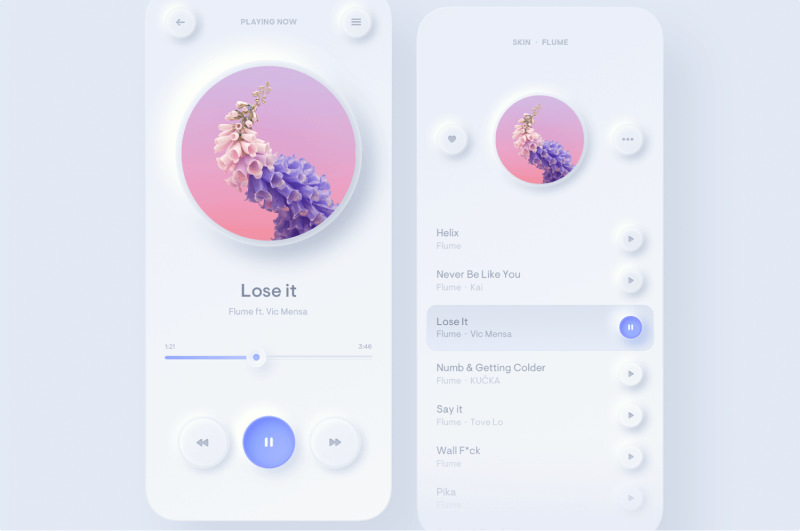 PLAYING NOW
Lose it
Flume ft. Vic Mensa
1:21
3:46
SKIN · FLUME
Helix
Flume
Never Be Like You
Flume · Kai
Lose It
Flume · Vic Mensa
Numb & Getting Colder
Flume · KUČKA
Say it
Flume · Tove Lo
Wall F*ck
Flume
Pika
Flume